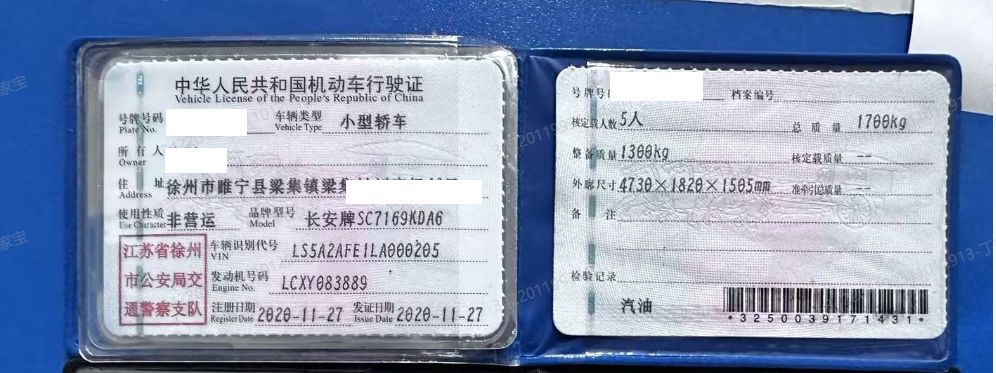 中华人民共和国机动车行驶证
Vehicle License of the People's Republic of China
号牌号码 Plate No.
车辆类型 Vehicle Type 小型轿车
所有人 Owner
住址 Address 徐州市睢宁县梁集镇梁集
使用性质 Use Character 非营运 品牌型号 Model 长安牌SC7169KDA6
江苏省徐州市公安局交通警察支队
车辆识别代号 VIN LS5A2AFE1LA000205
发动机号码 Engine No. LCXY083889
注册日期 Register Date 2020-11-27 发证日期 Issue Date 2020-11-27
号牌号 档案编号
核定载人数 5人 总质量 1700kg
整备质量 1300kg 核定载质量 --
外廓尺寸 4730×1820×1505mm 准牵引总质量 --
备注
检验记录
汽油
*3250039171431*